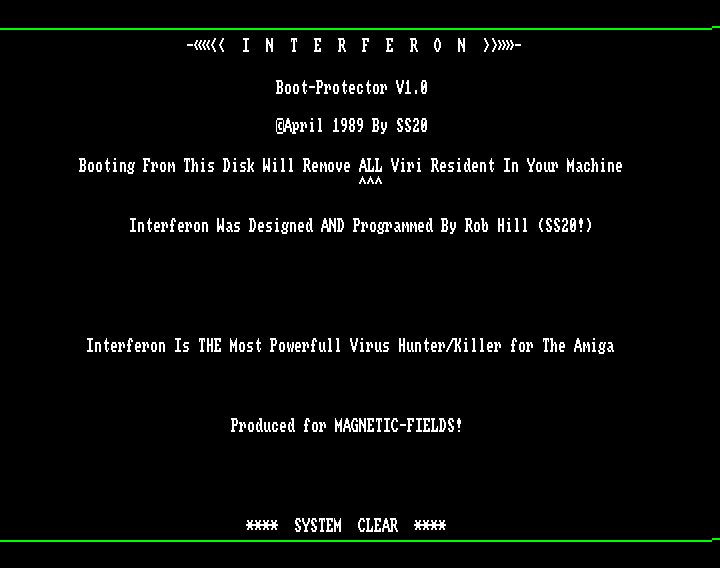 -«««‹‹ I N T E R F E R O N ››»»»-
Boot-Protector V1.0
©April 1989 By SS20
Booting From This Disk Will Remove ALL Viri Resident In Your Machine
^^^
Interferon Was Designed AND Programmed By Rob Hill (SS20!)
Interferon Is THE Most Powerfull Virus Hunter/Killer for The Amiga
Produced for MAGNETIC-FIELDS!
**** SYSTEM CLEAR ****